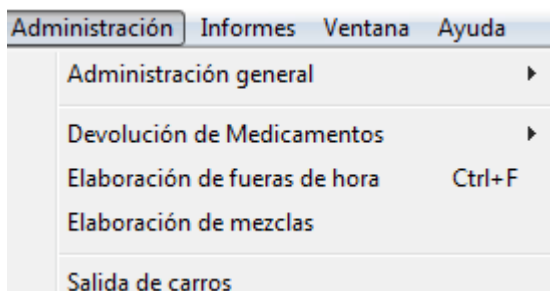 Administración Informes Ventana Ayuda
Administración general
Devolución de Medicamentos
Elaboración de fueras de hora Ctrl+F
Elaboración de mezclas
Salida de carros